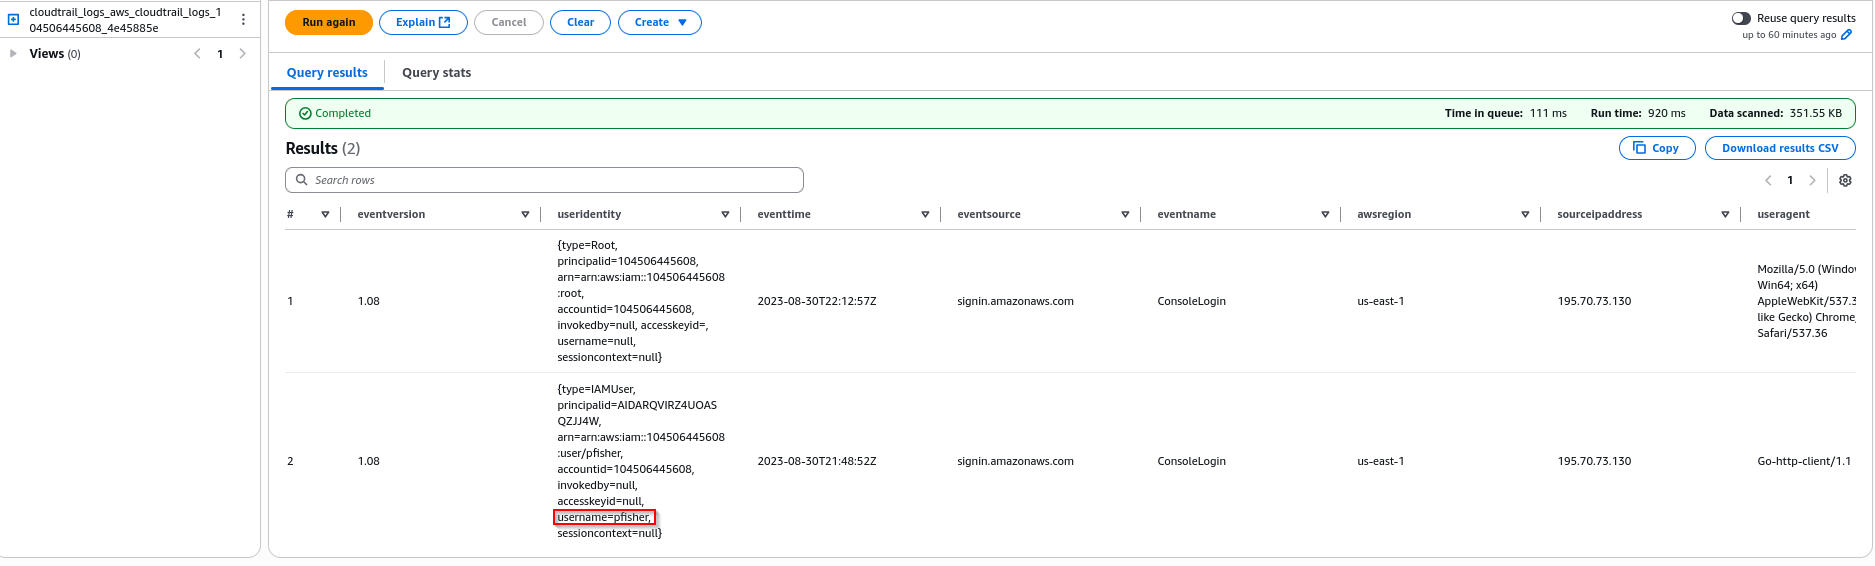 cloudtrail_logs_aws_cloudtrail_logs_1
04506445608_4e45885e
Views (0)
1
Run again
Explain
Cancel
Clear
Create
Reuse query results
up to 60 minutes ago
Query results
Query stats
Completed
Time in queue: 111 ms
Run time: 920 ms
Data scanned: 351.55 KB
Results (2)
Copy
Download results CSV
Search rows
1
#
eventversion
useridentity
eventtime
eventsource
eventname
awsregion
sourceipaddress
useragent
1
1.08
{type=Root,
principalid=104506445608,
arn=arn:aws:iam::104506445608
:root,
accountid=104506445608,
invokedby=null, accesskeyid=,
username=null,
sessioncontext=null}
2023-08-30T22:12:57Z
signin.amazonaws.com
ConsoleLogin
us-east-1
195.70.73.130
Mozilla/5.0 (Window
Win64; x64)
AppleWebKit/537.3
like Gecko) Chrome,
Safari/537.36
2
1.08
{type=IAMUser,
principalid=AIDARQVIRZ4UOAS
QZJJ4W,
arn=arn:aws:iam::104506445608
:user/pfisher,
accountid=104506445608,
invokedby=null,
accesskeyid=null,
username=pfisher,
sessioncontext=null}
2023-08-30T21:48:52Z
signin.amazonaws.com
ConsoleLogin
us-east-1
195.70.73.130
Go-http-client/1.1